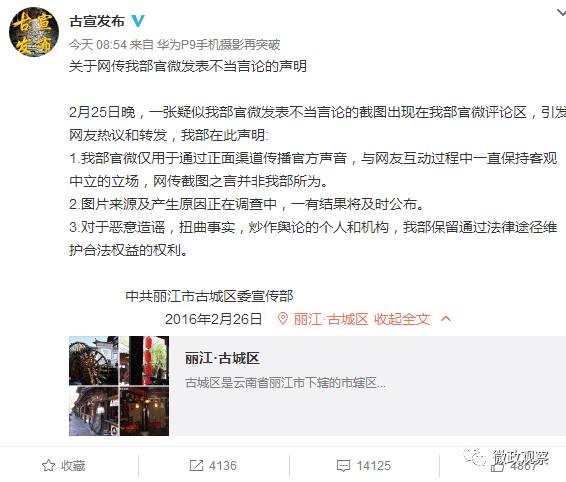 古宣发布
古宣
发布
今天 08:54 来自 华为P9手机摄影再突破
关于网传我部官微发表不当言论的声明
2月25日晚，一张疑似我部官微发表不当言论的截图出现在我部官微评论区，引发
网友热议和转发，我部在此声明:
1.我部官微仅用于通过正面渠道传播官方声音，与网友互动过程中一直保持客观
中立的立场，网传截图之言并非我部所为。
2.图片来源及产生原因正在调查中，一有结果将及时公布。
3.对于恶意造谣，扭曲事实，炒作舆论的个人和机构，我部保留通过法律途径维
护合法权益的权利。
中共丽江市古城区委宣传部
2016年2月26日 丽江·古城区 收起全文
丽江·古城区
古城区是云南省丽江市下辖的市辖区...
收藏 4136 14125 4867
微政观察